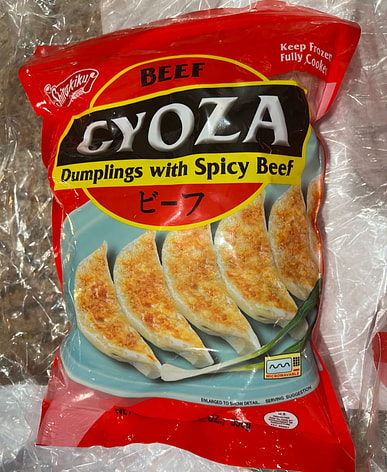 Shirakiku
Keep Frozen
Fully Cooked
BEEF
GYOZA
Dumplings with Spicy Beef
ビーフ
MICROWAVABLE
ENLARGED TO SHOW DETAIL SERVING SUGGESTION